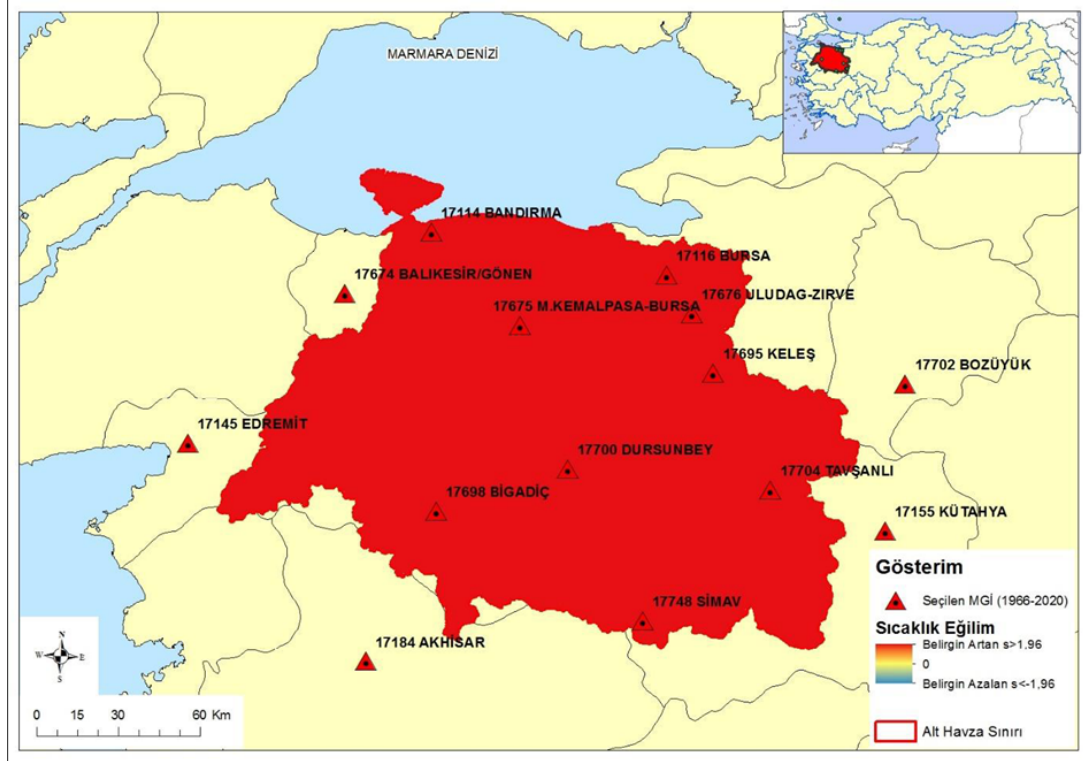 MARMARA DENİZİ
17114 BANDIRMA
17116 BURSA
17674 BALIKESİR/GÖNEN
17676 ULUDAG-ZIRVE
17675 M.KEMALPASA-BURSA
17695 KELEŞ
17702 BOZÜYÜK
17145 EDREMİT
17700 DURSUNBEY
17704 TAVŞANLI
17698 BİGADİÇ
17155 KÜTAHYA
17748 SİMAV
17184 AKHİSAR
N
W E
S
0 15 30 60 Km
Gösterim
Seçilen MGİ (1966-2020)
Sıcaklık Eğilim
Belirgin Artan s>1.96
0
Belirgin Azalan s<-1,96
Alt Havza Sınırı